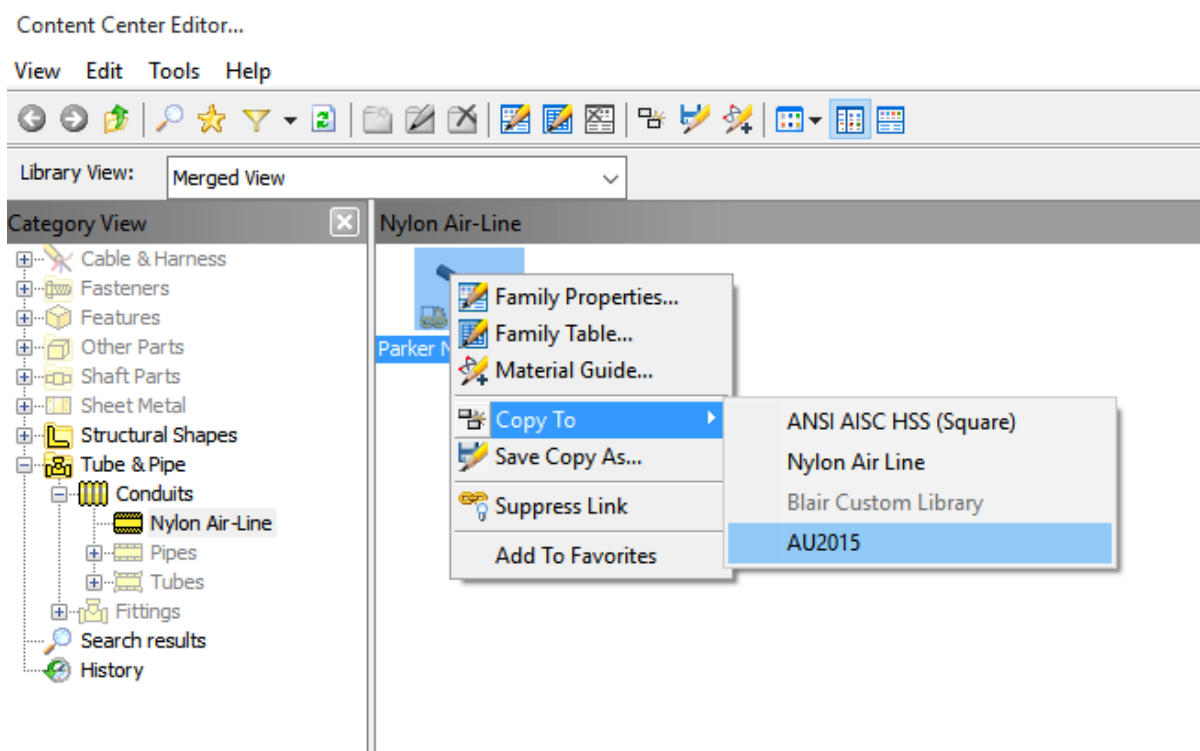 Content Center Editor...
View Edit Tools Help
Library View: Merged View
Category View
Nylon Air-Line
Cable & Harness
Fasteners
Features
Other Parts
Shaft Parts
Sheet Metal
Structural Shapes
Tube & Pipe
Conduits
Nylon Air-Line
Pipes
Tubes
Fittings
Search results
History
Parker
Family Properties...
Family Table...
Material Guide...
Copy To
Save Copy As...
Suppress Link
Add To Favorites
ANSI AISC HSS (Square)
Nylon Air Line
Blair Custom Library
AU2015